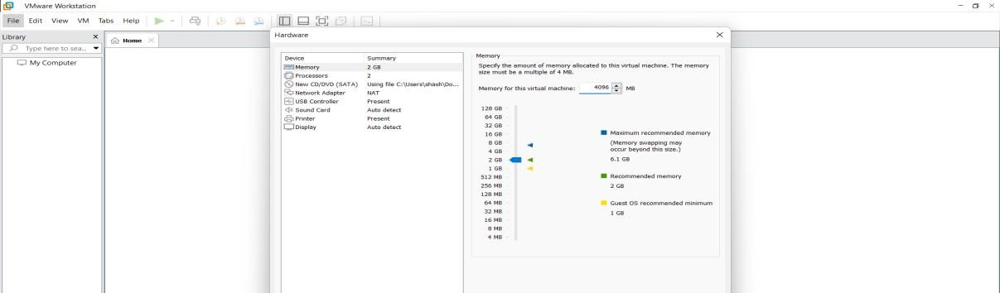 VMware Workstation
File Edit View VM Tabs Help
Library
Type here to sea...
My Computer
Home
Hardware
Device Summary
Memory 2 GB
Processors 2
New CD/DVD (SATA) Using file C:\Users\shash\Do...
Network Adapter NAT
USB Controller Present
Sound Card Auto detect
Printer Present
Display Auto detect
Memory
Specify the amount of memory allocated to this virtual machine. The memory
size must be a multiple of 4 MB.
Memory for this virtual machine: 4096 MB
128 GB
64 GB
32 GB
16 GB
8 GB
4 GB
2 GB
1 GB
512 MB
256 MB
128 MB
64 MB
32 MB
16 MB
8 MB
4 MB
Maximum recommended memory
(Memory swapping may
occur beyond this size.)
6.1 GB
Recommended memory
2 GB
Guest OS recommended minimum
1 GB